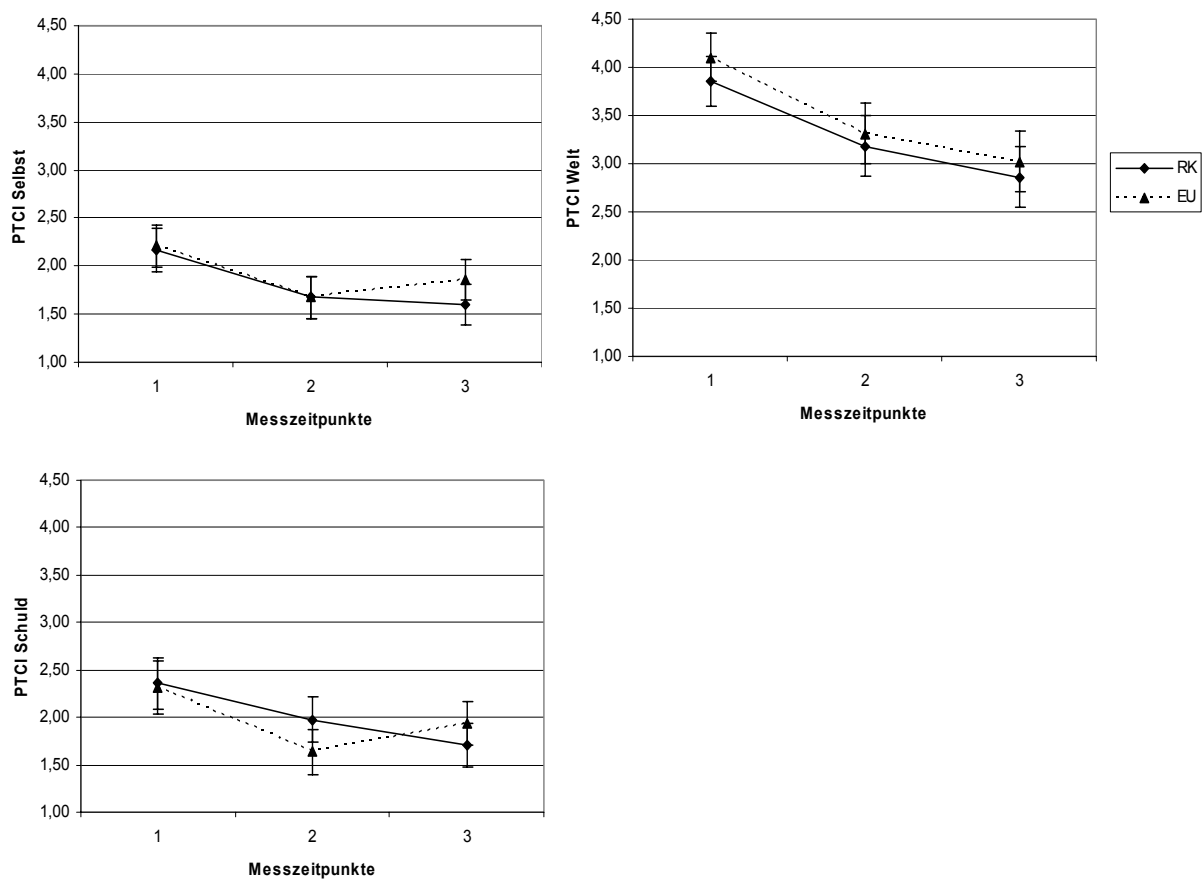 PTCI Selbst
4,50
4,00
3,50
3,00
2,50
2,00
1,50
1,00
1 2 3
Messzeitpunkte
PTCI Welt
4,50
4,00
3,50
3,00
2,50
2,00
1,50
1,00
1 2 3
Messzeitpunkte
RK
EU
PTCI Schuld
4,50
4,00
3,50
3,00
2,50
2,00
1,50
1,00
1 2 3
Messzeitpunkte